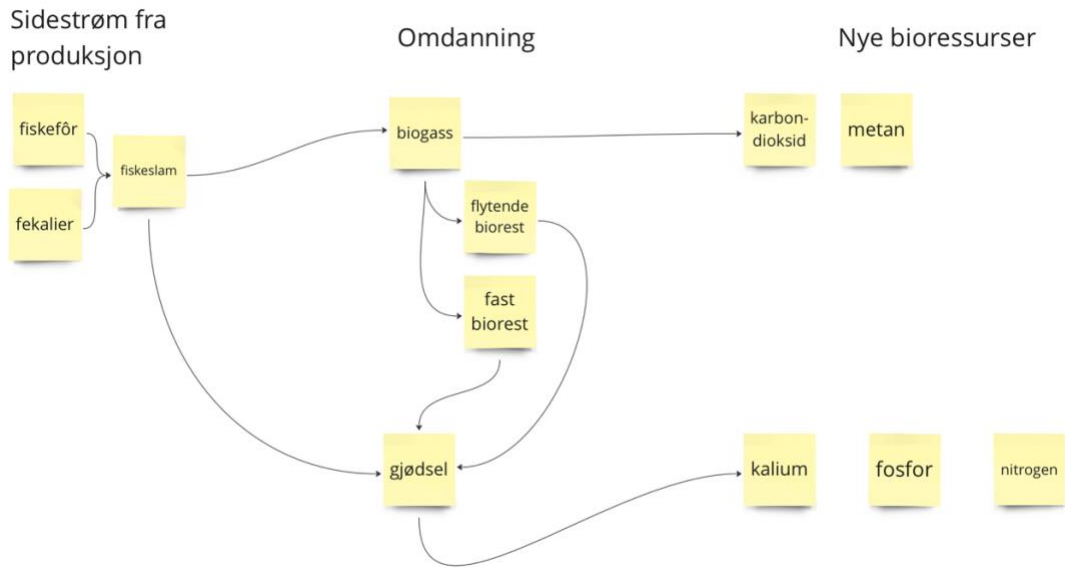 Sidestrøm fra
produksjon
Omdanning
Nye bioressurser
fiskefôr
fekalier
fiskeslam
biogass
flytende
biorest
fast
biorest
gjødsel
karbon-
dioksid
metan
kalium
fosfor
nitrogen